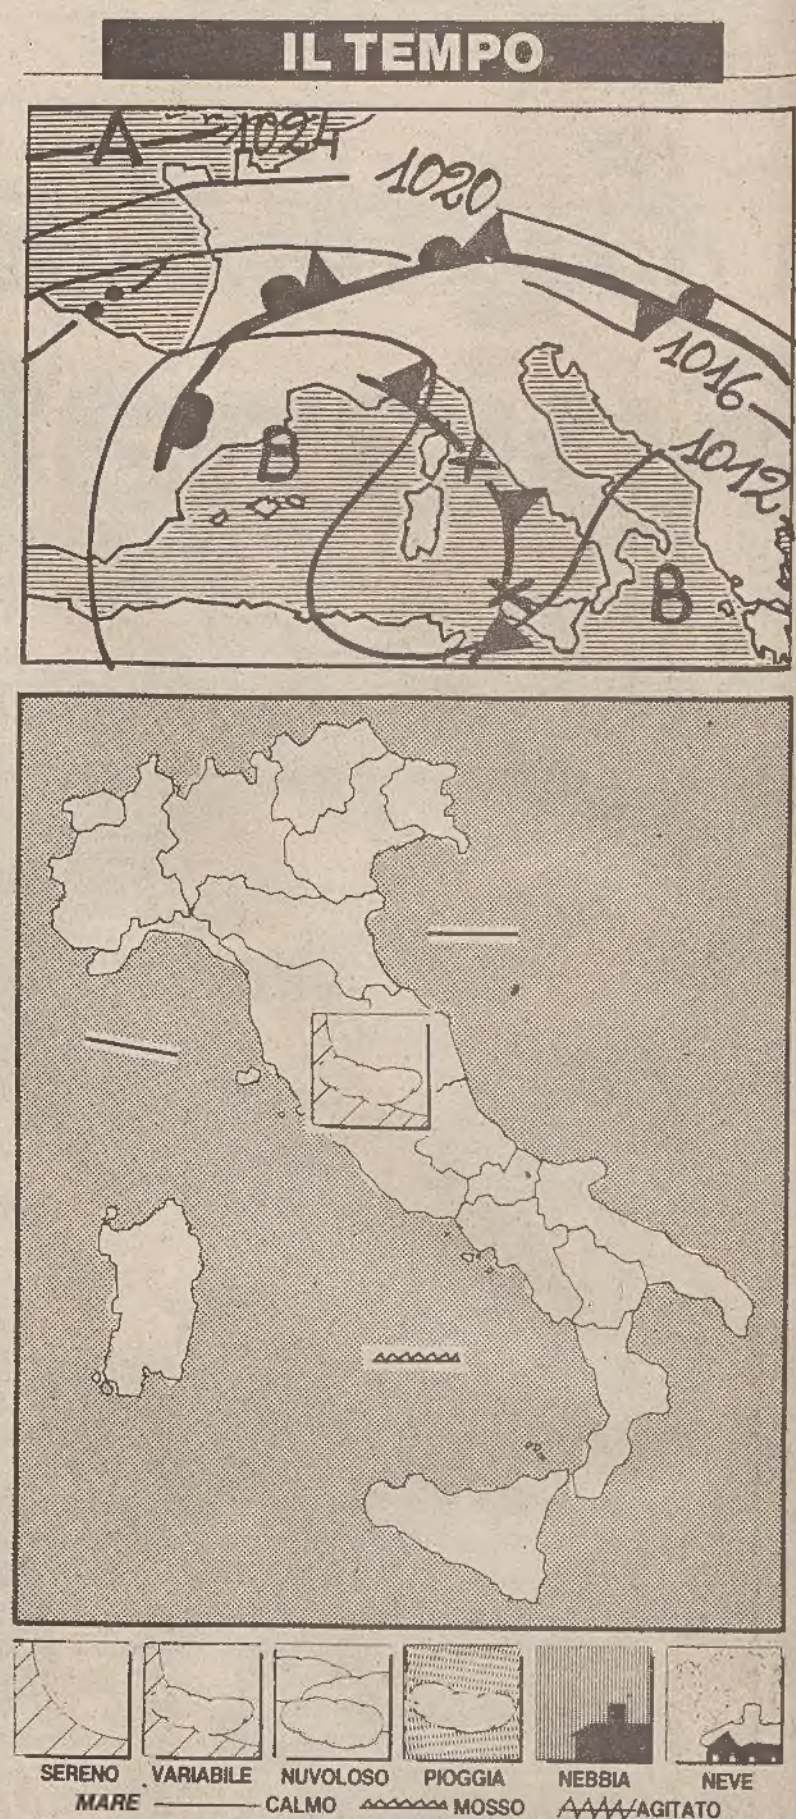 IL TEMPO
A
1024
1020
1016
1012
B
B
SERENO VARIABILE NUVOLOSO PIOGGIA NEBBIA NEVE
MARE CALMO MOSSO AGITATO